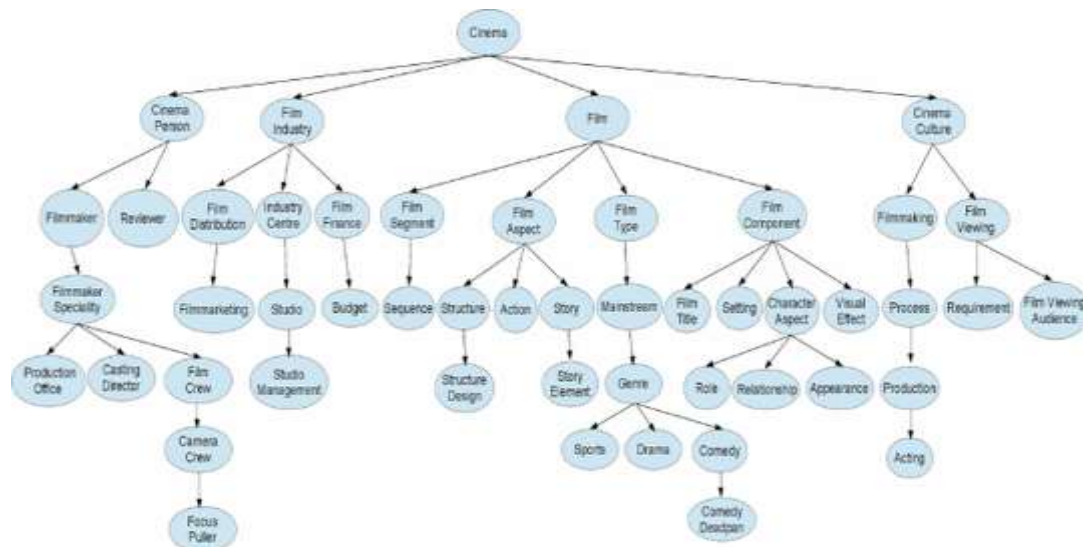 Cinema
Cinema
Person
Film
Industry
Film
Cinema
Culture
Filmmaker
Reviewer
Film
Distribution
Industry
Centre
Film
Finance
Film
Segment
Film
Aspect
Film
Type
Film
Component
Filmmaking
Film
Viewing
Filmmaker
Speciality
Filmmarketing
Studio
Budget
Sequence
Structure
Action
Story
Mainstream
Film
Title
Setting
Character
Aspect
Visual
Effect
Process
Requirement
Film Viewing
Audience
Production
Office
Casting
Director
Film
Crew
Studio
Management
Structure
Design
Story
Element
Genre
Role
Relationship
Appearance
Production
Camera
Crew
Sports
Drama
Comedy
Acting
Focus
Puller
Comedy
Deadpan